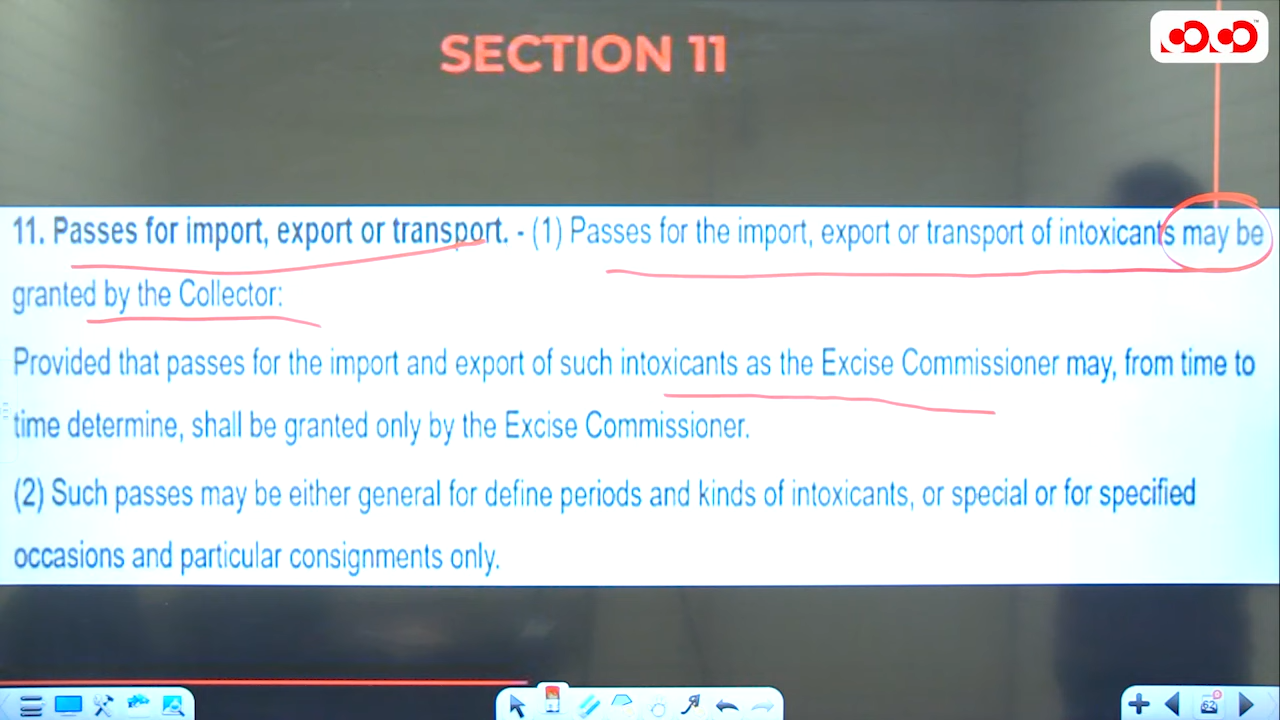 SECTION 11
11. Passes for import, export or transport. - (1) Passes for the import, export or transport of intoxicants may be
granted by the Collector:
Provided that passes for the import and export of such intoxicants as the Excise Commissioner may, from time to
time determine, shall be granted only by the Excise Commissioner.
(2) Such passes may be either general for define periods and kinds of intoxicants, or special or for specified
occasions and particular consignments only.
62